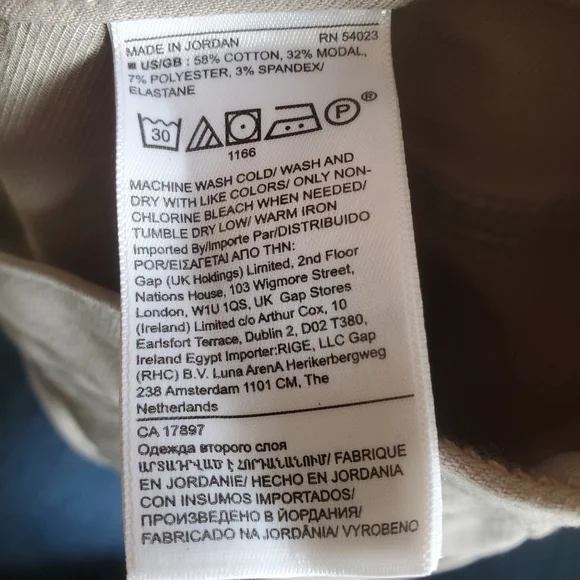 MADE IN JORDAN RN 54023
US/GB : 58% COTTON, 32% MODAL,
7% POLYESTER, 3% SPANDEX/
ELASTANE
30 P ®
1166
MACHINE WASH COLD/ WASH AND
DRY WITH LIKE COLORS/ ONLY NON-
CHLORINE BLEACH WHEN NEEDED/
TUMBLE DRY LOW/ WARM IRON
Imported By/Importe Par/DISTRIBUIDO
POR/ΕΙΣΑΓΕΤΑΙ ΑΠΟ ΤΗΝ:
Gap (UK Holdings) Limited, 2nd Floor
Nations House, 103 Wigmore Street,
London, W1U 1QS, UK Gap Stores
(Ireland) Limited c/o Arthur Cox, 10
Earlsfort Terrace, Dublin 2, D02 T380,
Ireland Egypt Importer:RIGE, LLC Gap
(RHC) B.V. Luna ArenA Herikerbergweg
238 Amsterdam 1101 CM, The
Netherlands
CA 17897
Одежда второго слоя
ԱՐՏԱԴՐՎԱԾ Է ՀՈՐԴԱՆԱՆՈՒՄ/ FABRIQUE
EN JORDANIE/ HECHO EN JORDANIA
CON INSUMOS IMPORTADOS/
ПРОИЗВЕДЕНО В ЙОРДАНИЯ/
FABRICADO NA JORDÂNIA/ VYROBENO